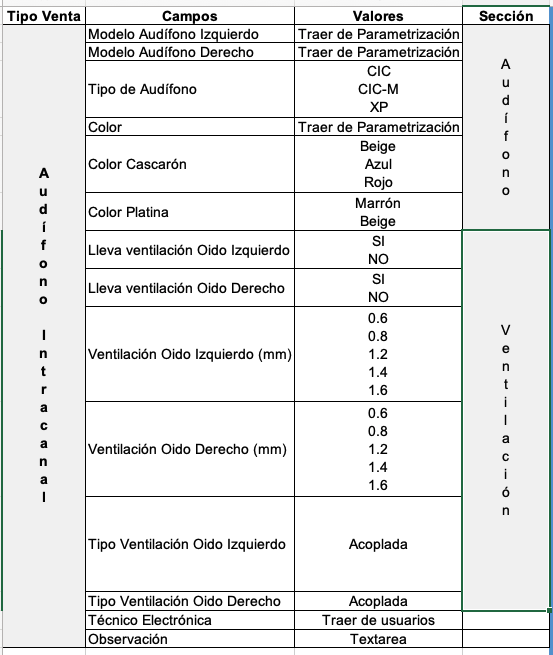 Tipo Venta Campos Valores Sección
Audífono Intracanal
Modelo Audífono Izquierdo Traer de Parametrización
Modelo Audífono Derecho Traer de Parametrización
Audífono
Tipo de Audífono
CIC
CIC-M
XP
Color Traer de Parametrización
Color Cascarón
Beige
Azul
Rojo
Color Platina
Marrón
Beige
Lleva ventilación Oido Izquierdo
SI
NO
Lleva ventilación Oido Derecho
SI
NO
Ventilación
Ventilación Oido Izquierdo (mm)
0.6
0.8
1.2
1.4
1.6
Ventilación Oido Derecho (mm)
0.6
0.8
1.2
1.4
1.6
Tipo Ventilación Oido Izquierdo Acoplada
Tipo Ventilación Oido Derecho Acoplada
Técnico Electrónica Traer de usuarios
Observación Textarea